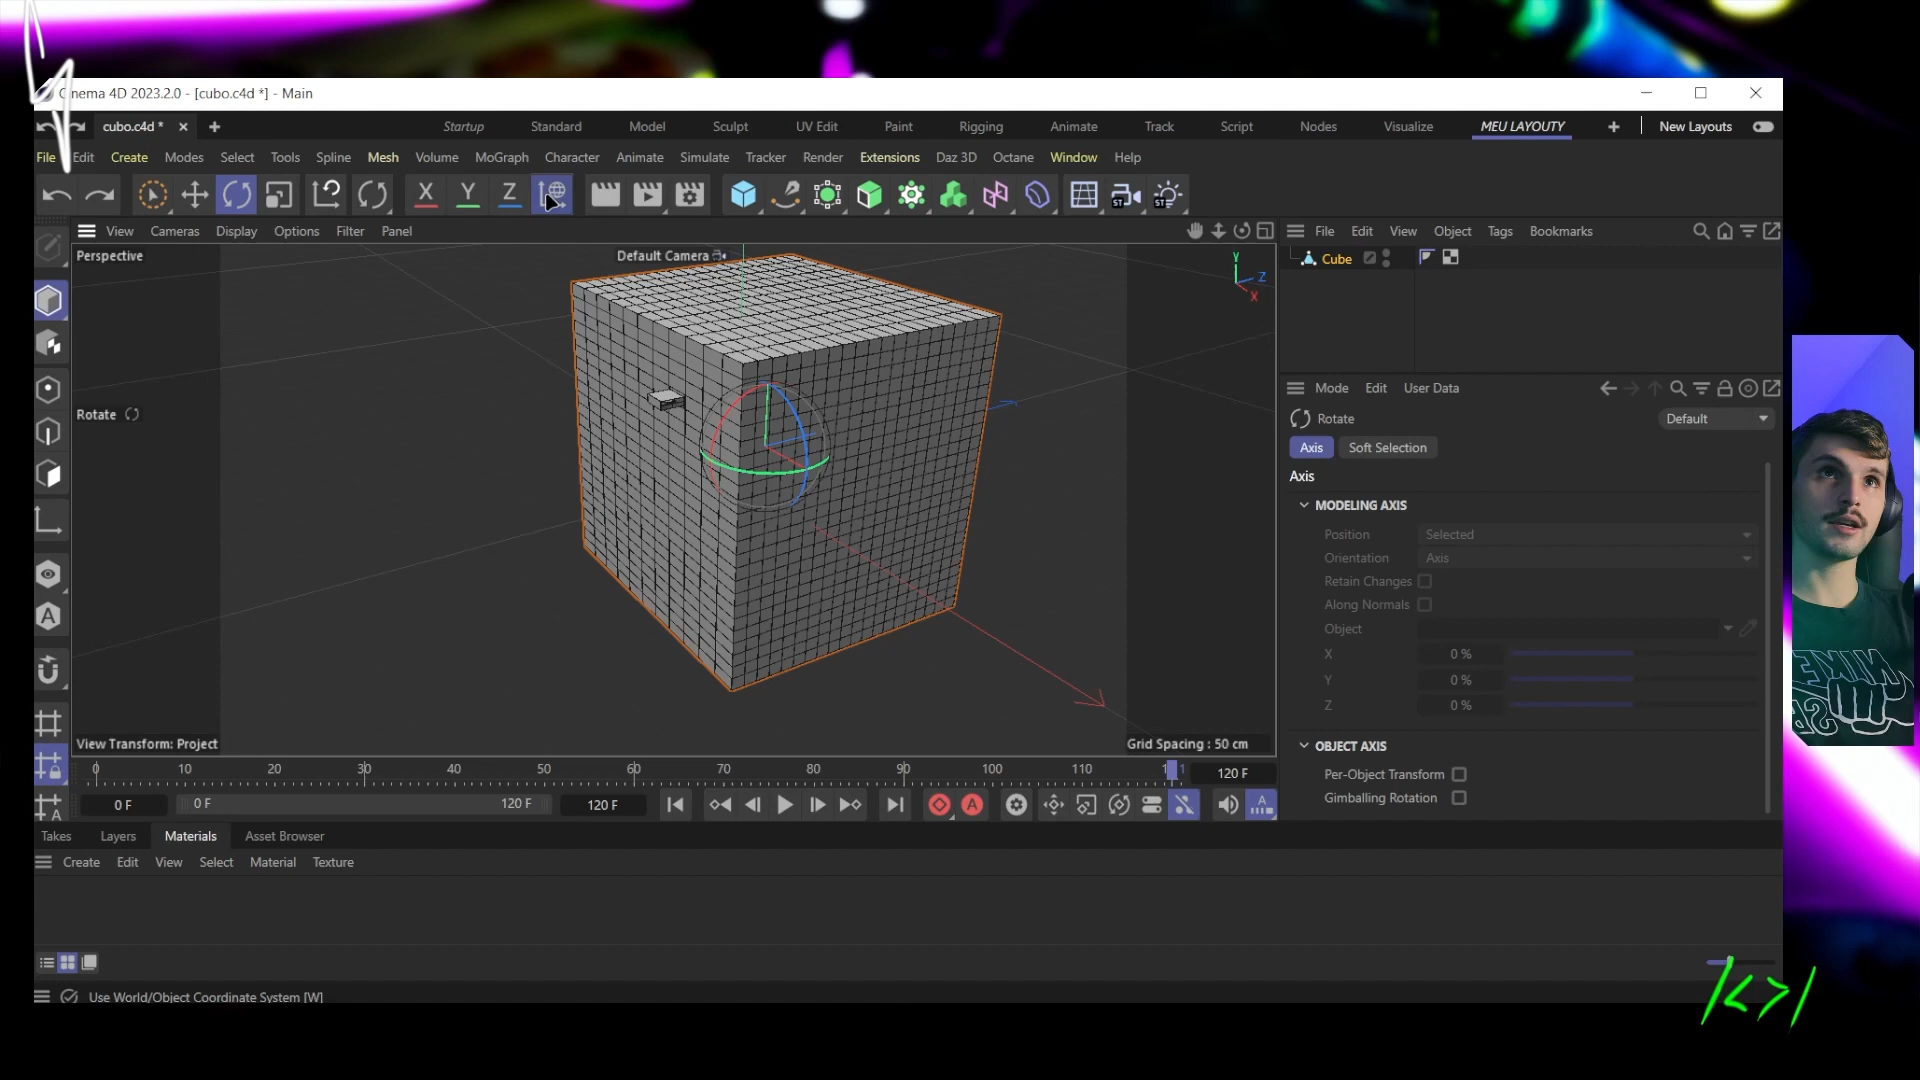 Cinema 4D 2023.2.0 - [cubo.c4d *] - Main
cubo.c4d *
Startup Standard Model Sculpt UV Edit Paint Rigging Animate Track Script Nodes Visualize MEU LAYOUTY New Layouts
File Edit Create Modes Select Tools Spline Mesh Volume MoGraph Character Animate Simulate Tracker Render Extensions Daz 3D Octane Window Help
X Y Z ST ST
View Cameras Display Options Filter Panel
File Edit View Object Tags Bookmarks
Perspective
Default Camera
Y
Z
X
Cube
Mode Edit User Data
Rotate
Rotate
Default
Axis Soft Selection
Axis
MODELING AXIS
Position Selected
Orientation Axis
Retain Changes
Along Normals
Object
X 0 %
Y 0 %
Z 0 %
OBJECT AXIS
Per-Object Transform
Gimballing Rotation
View Transform: Project
Grid Spacing : 50 cm
0 10 20 30 40 50 60 70 80 90 100 110 120 F
0 F 0 F 120 F 120 F
A A
Takes Layers Materials Asset Browser
Create Edit View Select Material Texture
Use World/Object Coordinate System [W]